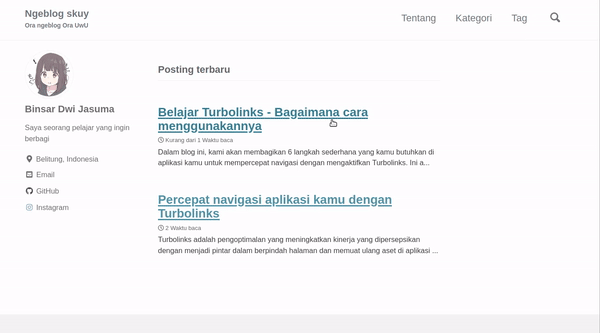 Ngeblog skuy
Ora ngeblog Ora UwU
Tentang Kategori Tag
Binsar Dwi Jasuma
Saya seorang pelajar yang ingin
berbagi
Belitung, Indonesia
Email
GitHub
Instagram
Posting terbaru
Belajar Turbolinks - Bagaimana cara
menggunakannya
Kurang dari 1 Waktu baca
Dalam blog ini, kami akan membagikan 6 langkah sederhana yang kamu butuhkan di
aplikasi kamu untuk mempercepat navigasi dengan mengaktifkan Turbolinks. Ini a...
Percepat navigasi aplikasi kamu dengan
Turbolinks
2 Waktu baca
Turbolinks adalah pengoptimalan yang meningkatkan kinerja yang dipersepsikan
dengan menjadi pintar dalam berpindah halaman dan memuat ulang aset di aplikasi ...